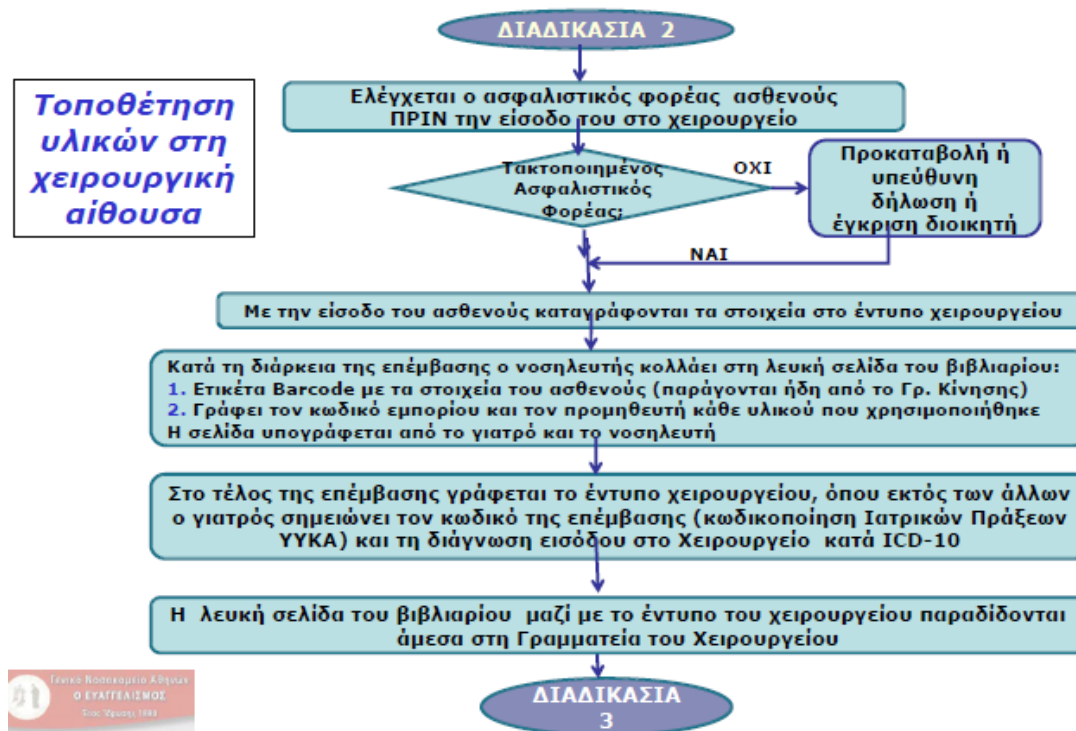 ΔΙΑΔΙΚΑΣΙΑ 2
Τοποθέτηση
υλικών στη
χειρουργική
αίθουσα
Ελέγχεται ο ασφαλιστικός φορέας ασθενούς
ΠΡΙΝ την είσοδο του στο χειρουργείο
Τακτοποιημένος
Ασφαλιστικός
Φορέας;
ΟΧΙ
Προκαταβολή ή
υπεύθυνη
δήλωση ή
έγκριση διοικητή
ΝΑΙ
Με την είσοδο του ασθενούς καταγράφονται τα στοιχεία στο έντυπο χειρουργείου
Κατά τη διάρκεια της επέμβασης ο νοσηλευτής κολλάει στη λευκή σελίδα του βιβλιαρίου:
1. Ετικέτα Barcode με τα στοιχεία του ασθενούς (παράγονται ήδη από το Γρ. Κίνησης)
2. Γράφει τον κωδικό εμπορίου και τον προμηθευτή κάθε υλικού που χρησιμοποιήθηκε
Η σελίδα υπογράφεται από το γιατρό και το νοσηλευτή
Στο τέλος της επέμβασης γράφεται το έντυπο χειρουργείου, όπου εκτός των άλλων
ο γιατρός σημειώνει τον κωδικό της επέμβασης (κωδικοποίηση Ιατρικών Πράξεων
ΥΥΚΑ) και τη διάγνωση εισόδου στο Χειρουργείο κατά ICD-10
Η λευκή σελίδα του βιβλιαρίου μαζί με το έντυπο του χειρουργείου παραδίδονται
άμεσα στη Γραμματεία του Χειρουργείου
Γενικο Νοσοκομειο Αθηνων
Ο ΕΥΑΓΓΕΛΙΣΜΟΣ
ΔΙΑΔΙΚΑΣΙΑ
3